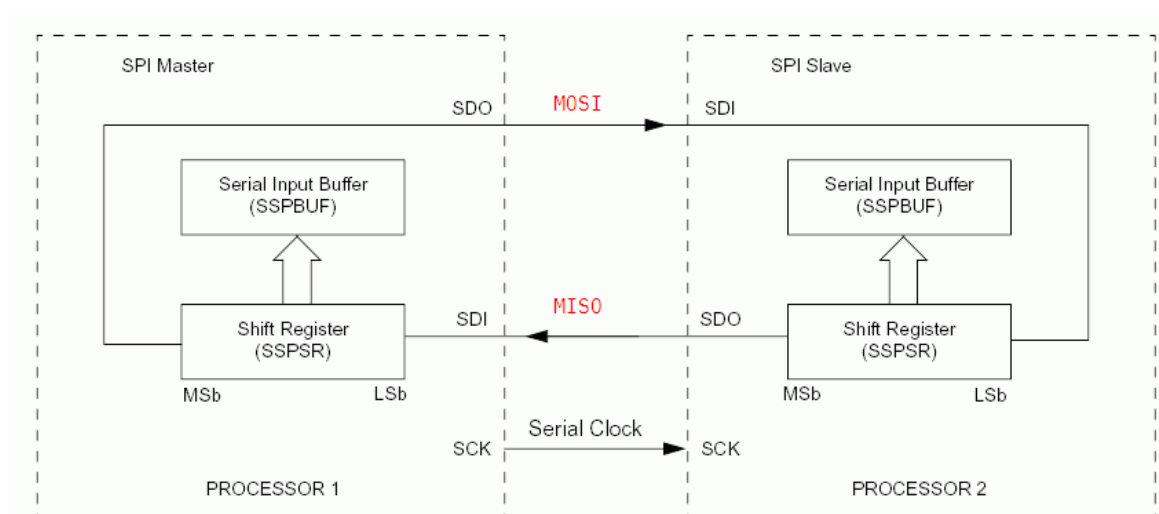 SPI Master
SPI Slave
SDO
MOSI
SDI
Serial Input Buffer
(SSPBUF)
Serial Input Buffer
(SSPBUF)
SDI
MISO
SDO
Shift Register
(SSPSR)
Shift Register
(SSPSR)
MSb
LSb
MSb
LSb
SCK
Serial Clock
SCK
PROCESSOR 1
PROCESSOR 2